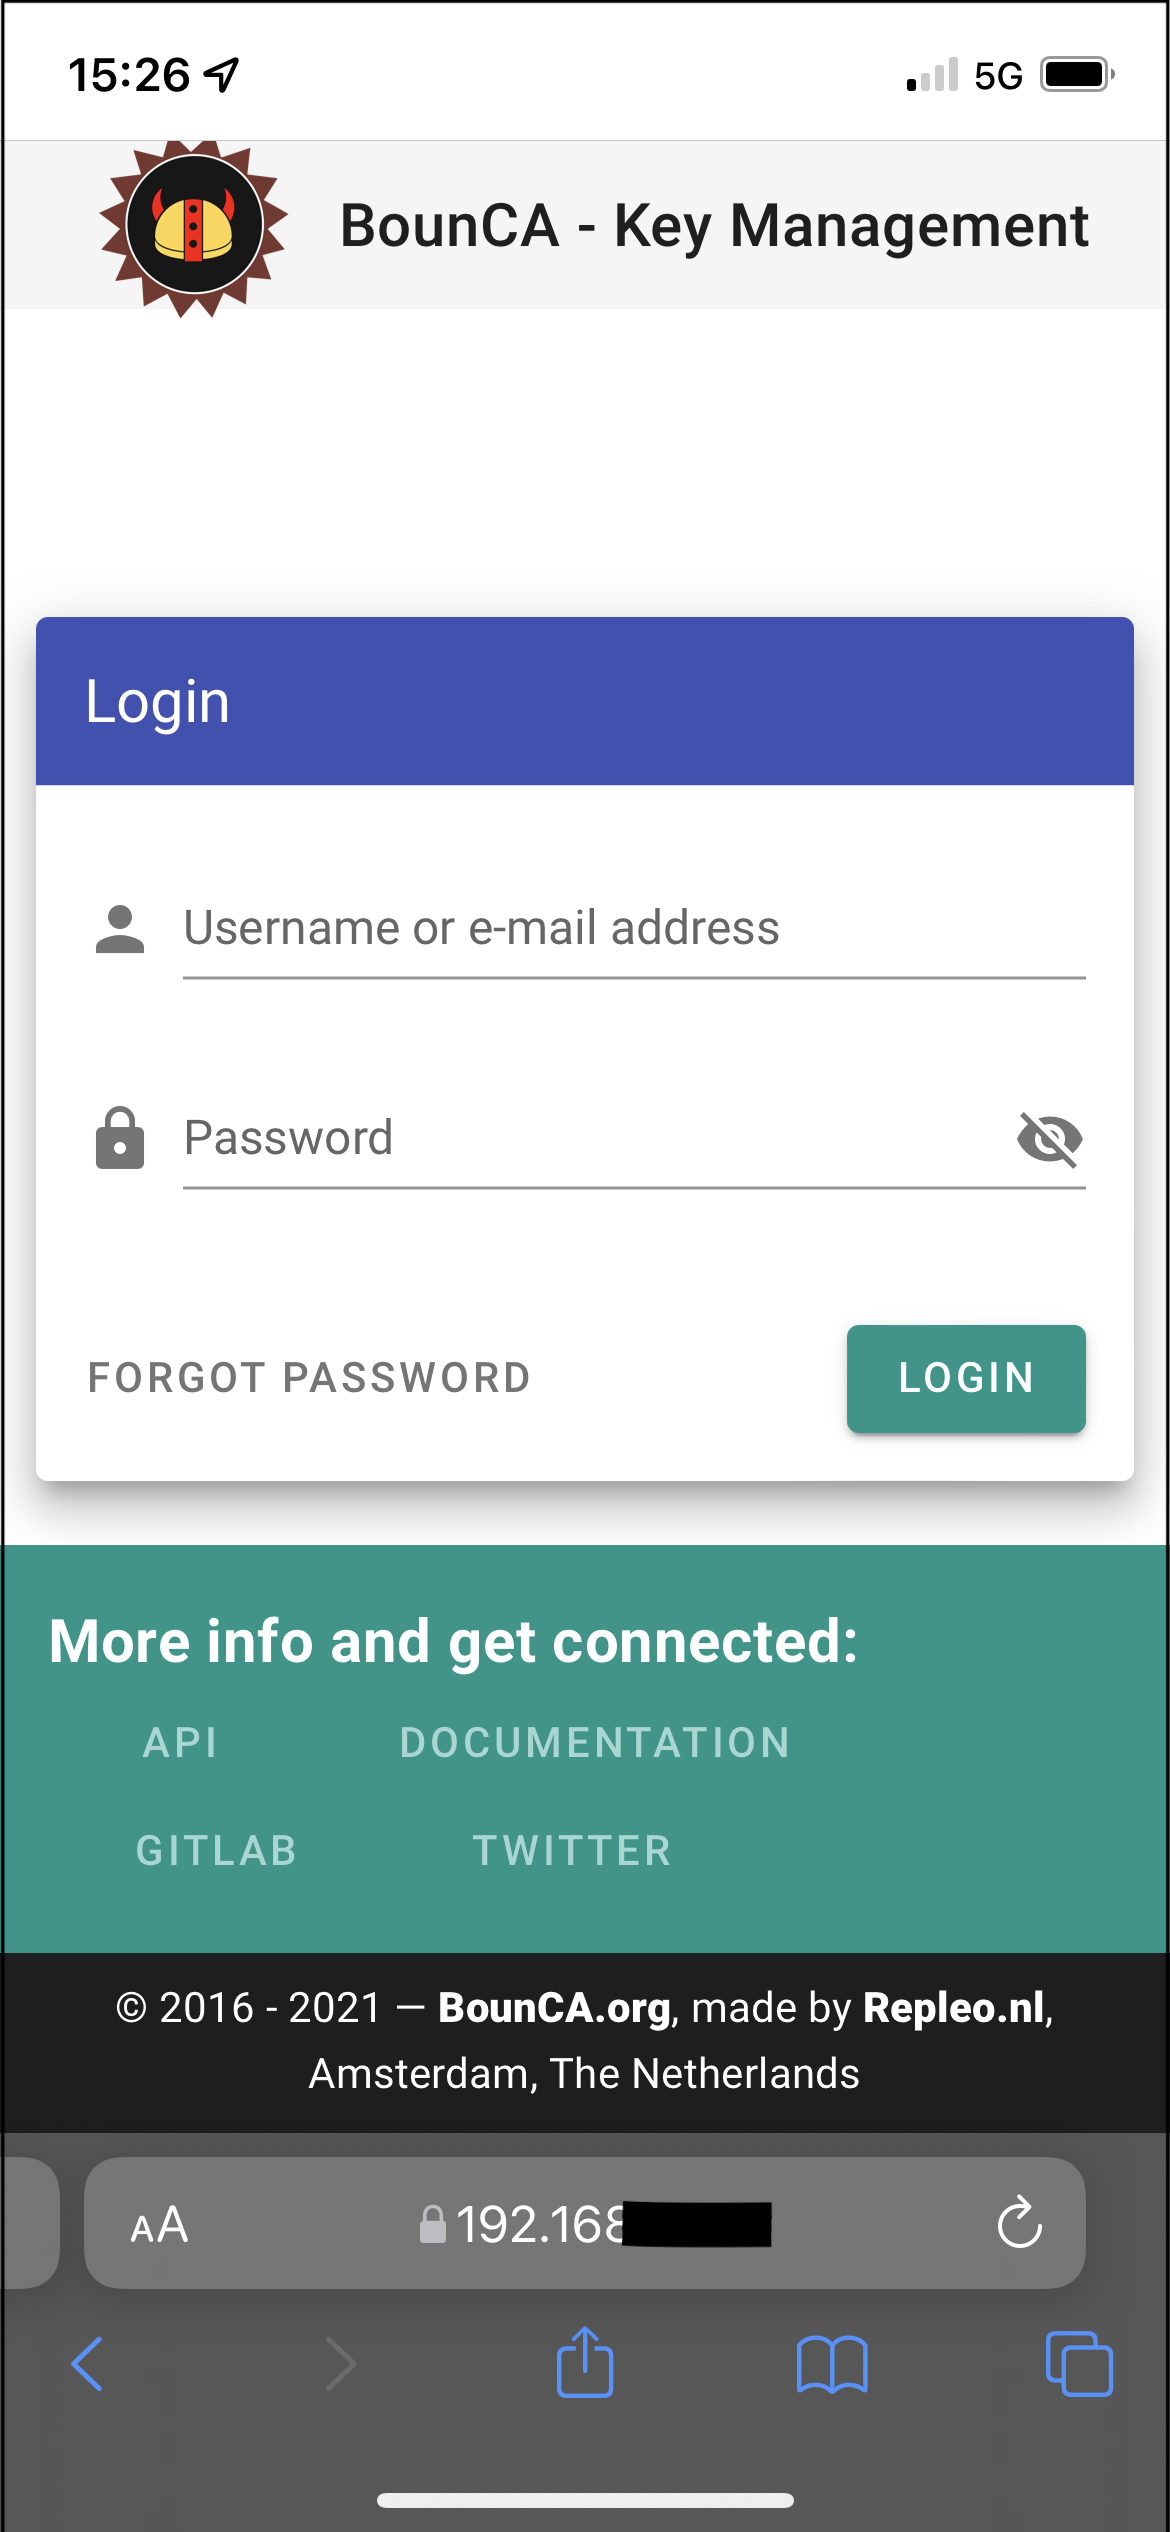 15:26 5G
BounCA - Key Management
Login
Username or e-mail address
Password
FORGOT PASSWORD LOGIN
More info and get connected:
API DOCUMENTATION
GITLAB TWITTER
© 2016 - 2021 — BounCA.org, made by Repleo.nl,
Amsterdam, The Netherlands
AA 192.168